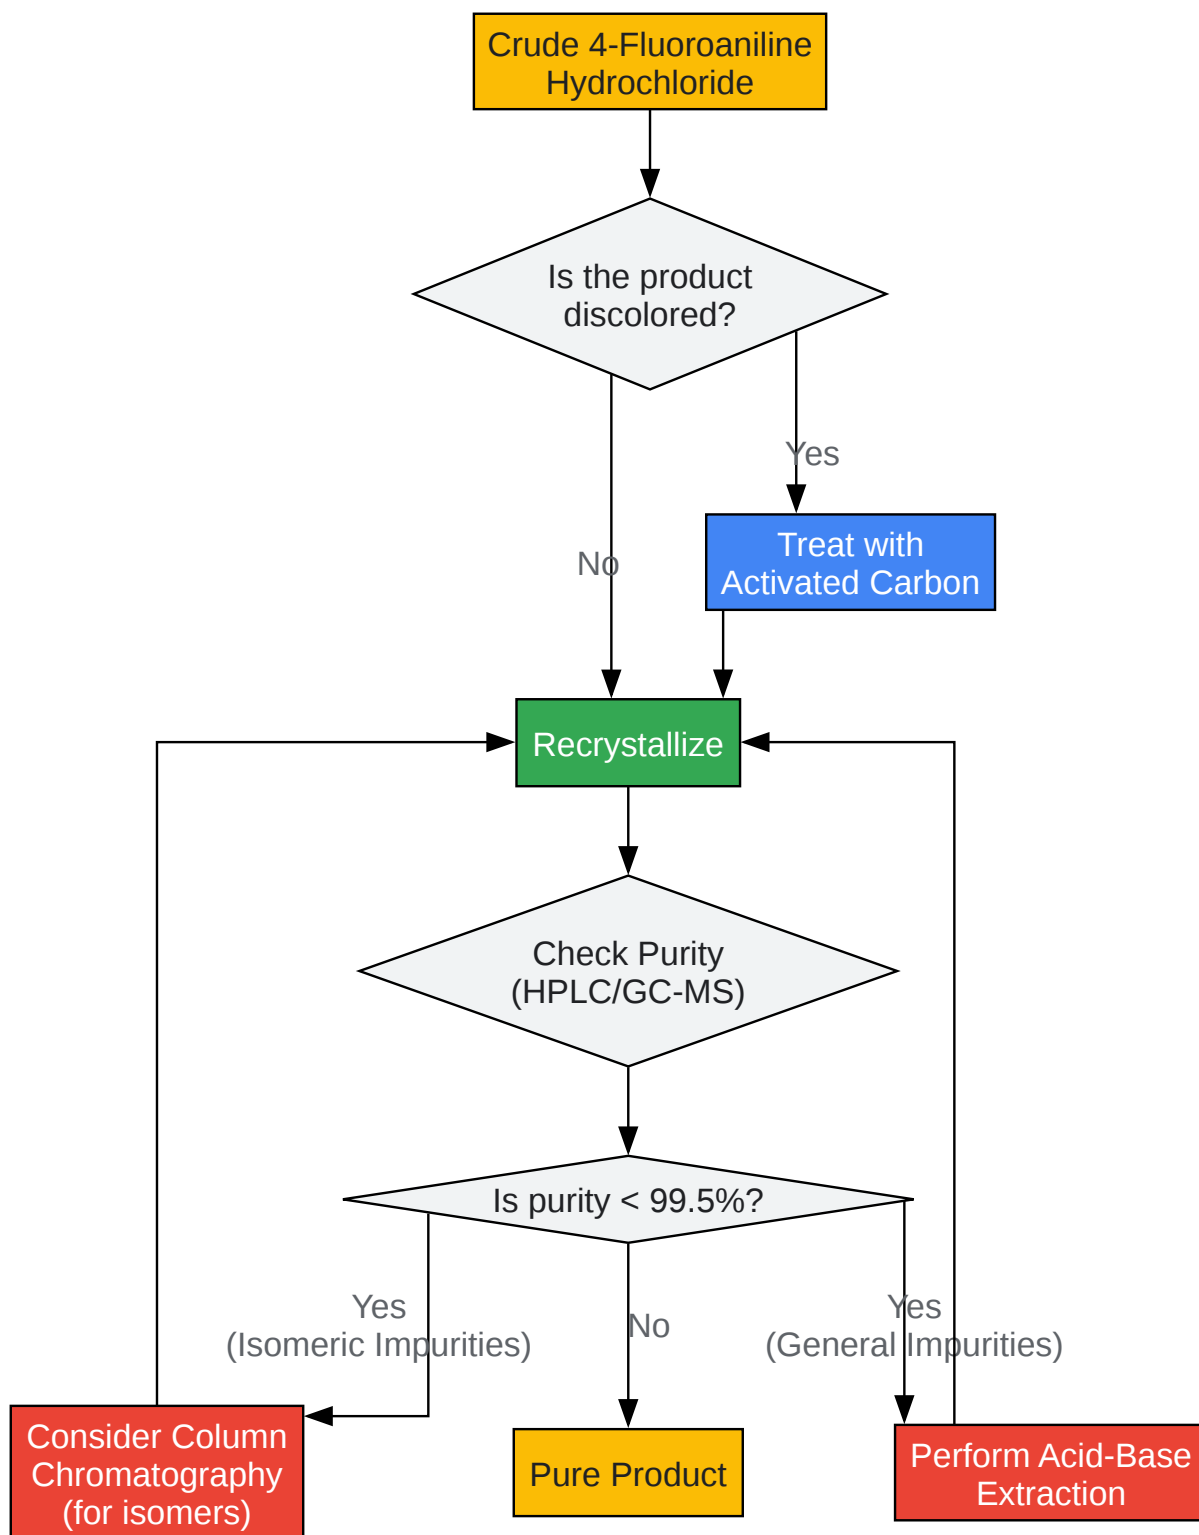 Crude 4-Fluoroaniline
Hydrochloride
Is the product
discolored?
Yes
No
Treat with
Activated Carbon
Recrystallize
Check Purity
(HPLC/GC-MS)
Is purity < 99.5%?
Yes
(Isomeric Impurities)
No
Yes
(General Impurities)
Consider Column
Chromatography
(for isomers)
Pure Product
Perform Acid-Base
Extraction